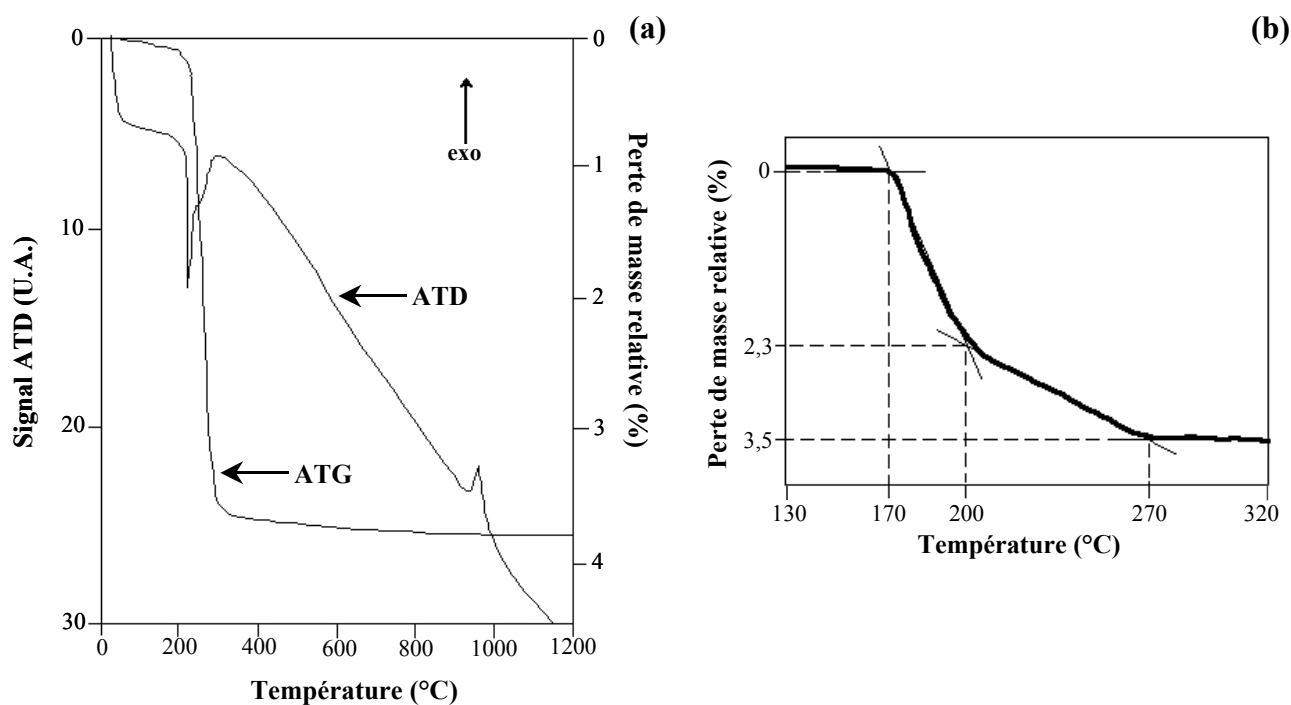 (a)
0
10
20
30
Signal ATD (U.A.)
0
1
2
3
4
Perte de masse relative (%)
exo
ATD
ATG
0
200
400
600
800
1000
1200
Température (°C)
(b)
0
2,3
3,5
Perte de masse relative (%)
130
170
200
270
320
Température (°C)